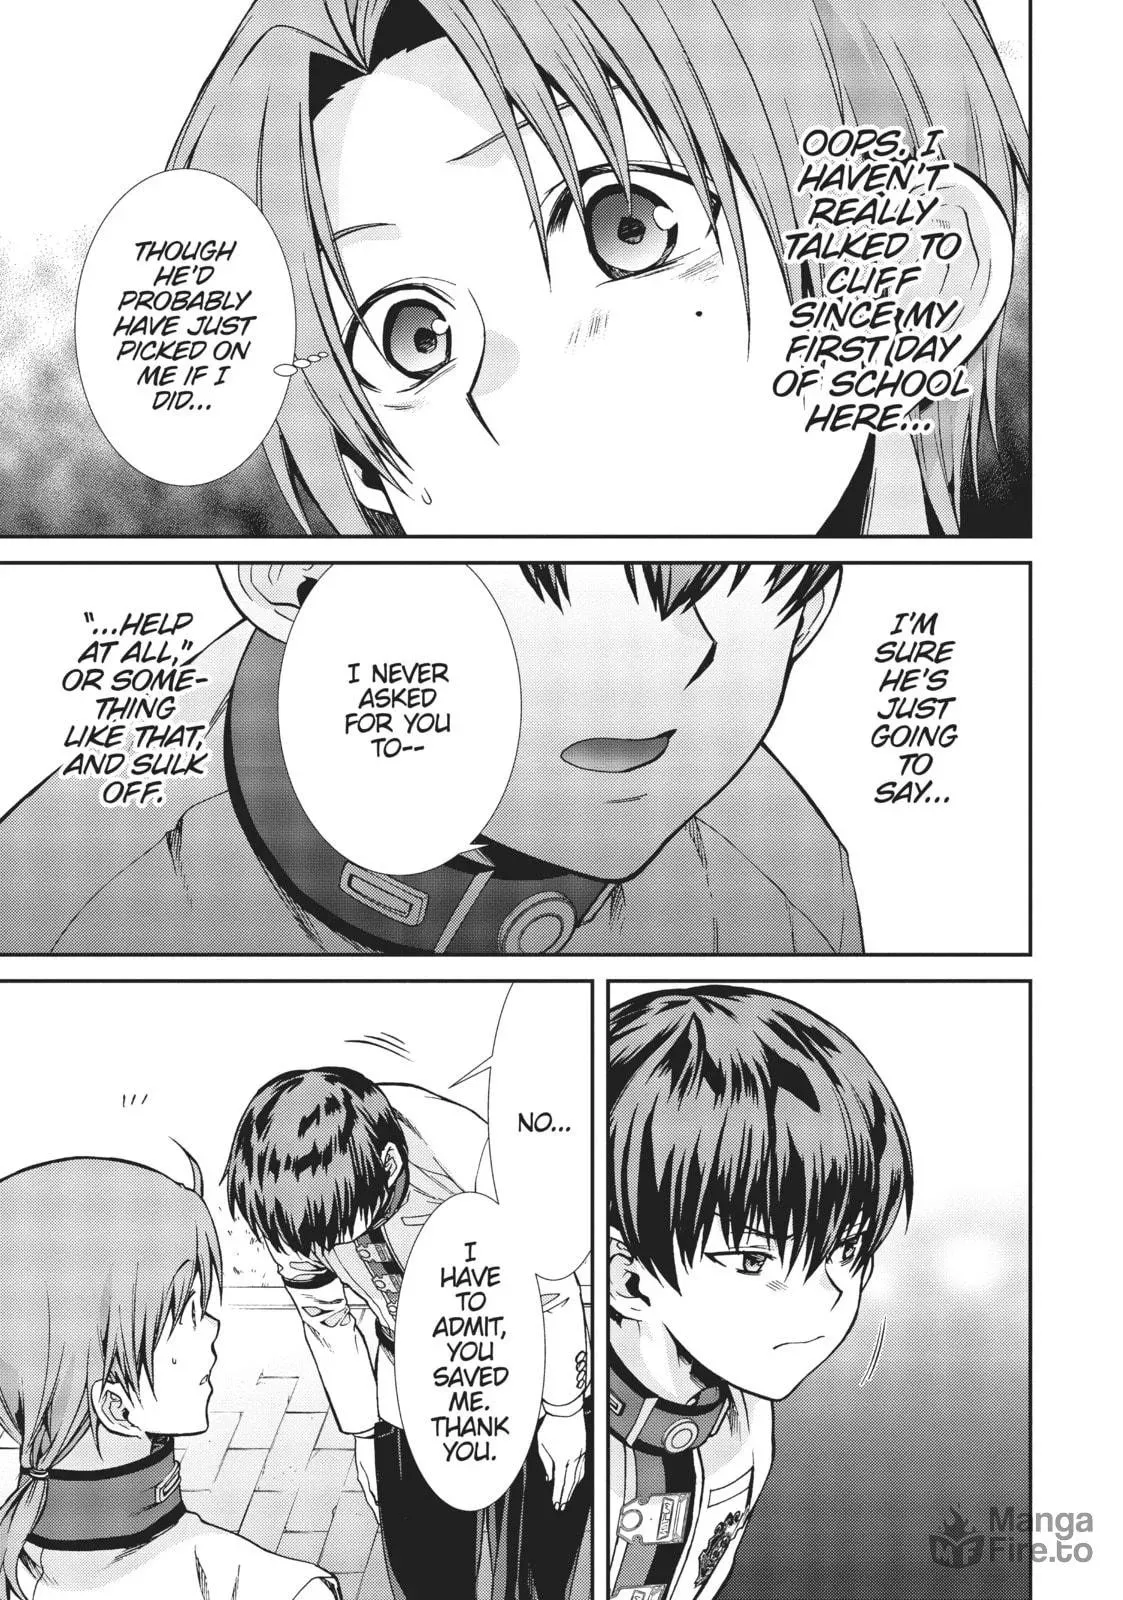 OOPS. I
HAVEN'T
REALLY
TALKED TO
CLIFF
SINCE MY
FIRST DAY
OF SCHOOL
HERE...
THOUGH
HE'D
PROBABLY
HAVE JUST
PICKED ON
ME IF I
DID...
I'M
SURE
HE'S
JUST
GOING
TO
SAY...
I NEVER
ASKED
FOR YOU
TO--
"...HELP
AT ALL,"
OR SOME-
THING
LIKE THAT,
AND SULK
OFF.
NO...
I
HAVE
TO
ADMIT,
YOU
SAVED
ME.
THANK
YOU.
Manga
Fire.to